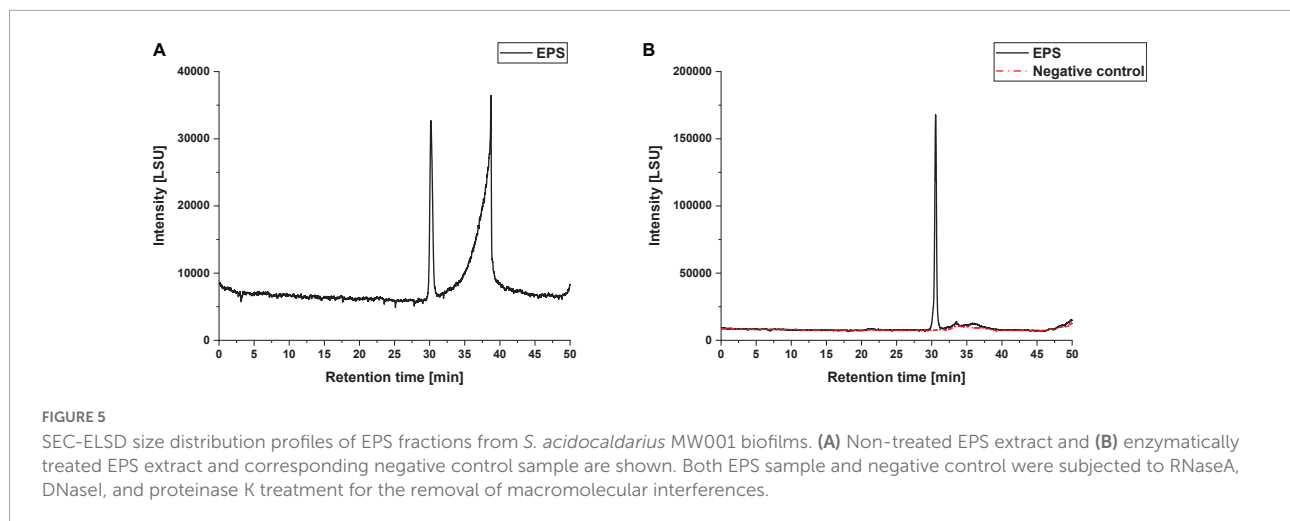 A
EPS
40000
30000
20000
10000
0
Intensity [LSU]
0 5 10 15 20 25 30 35 40 45 50
Retention time [min]
B
EPS
Negative control
200000
150000
100000
50000
0
Intensity [LSU]
0 5 10 15 20 25 30 35 40 45 50
Retention time [min]
FIGURE 5
SEC-ELSD size distribution profiles of EPS fractions from S. acidocaldarius MW001 biofilms. (A) Non-treated EPS extract and (B) enzymatically
treated EPS extract and corresponding negative control sample are shown. Both EPS sample and negative control were subjected to RNaseA,
DNaseI, and proteinase K treatment for the removal of macromolecular interferences.